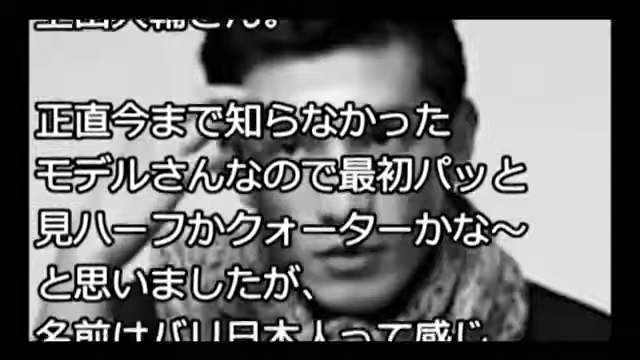 正直今まで知らなかった
モデルさんなので最初パッと
見ハーフかクォーターかな～
と思いましたが、
名前はバリ日本人って感じ